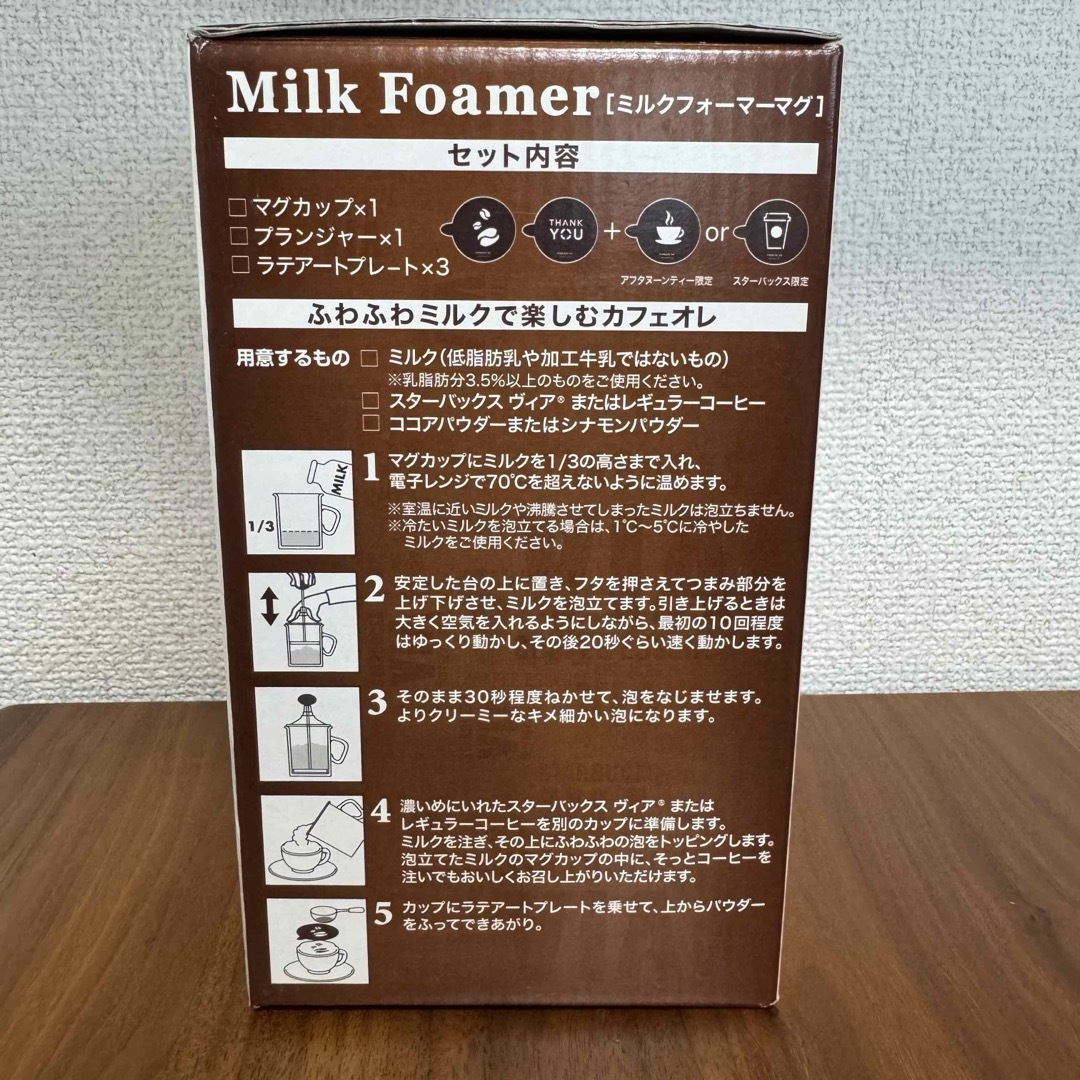 Milk Foamer [ミルクフォーマーマグ]
セット内容
□ マグカップ×1
□ プランジャー×1
□ ラテアートプレート×3
THANK YOU
+
or
アフタヌーンティー限定
スターバックス限定
ふわふわミルクで楽しむカフェオレ
用意するもの □ ミルク(低脂肪乳や加工牛乳ではないもの)
※乳脂肪分3.5%以上のものをご使用ください。
□ スターバックス ヴィア® またはレギュラーコーヒー
□ ココアパウダーまたはシナモンパウダー
MILK
1/3
1 マグカップにミルクを1/3の高さまで入れ、
電子レンジで70℃を超えないように温めます。
※室温に近いミルクや沸騰させてしまったミルクは泡立ちません。
※冷たいミルクを泡立てる場合は、1℃〜5℃に冷やした
ミルクをご使用ください。
2 安定した台の上に置き、フタを押さえてつまみ部分を
上げ下げさせ、ミルクを泡立てます。引き上げるときは
大きく空気を入れるようにしながら、最初の10回程度
はゆっくり動かし、その後20秒ぐらい速く動かします。
3 そのまま30秒程度ねかせて、泡をなじませます。
よりクリーミーなキメ細かい泡になります。
4 濃いめにいれたスターバックス ヴィア® または
レギュラーコーヒーを別のカップに準備します。
ミルクを注ぎ、その上にふわふわの泡をトッピングします。
泡立てたミルクのマグカップの中に、そっとコーヒーを
注いでもおいしくお召し上がりいただけます。
5 カップにラテアートプレートを乗せて、上からパウダー
をふってできあがり。